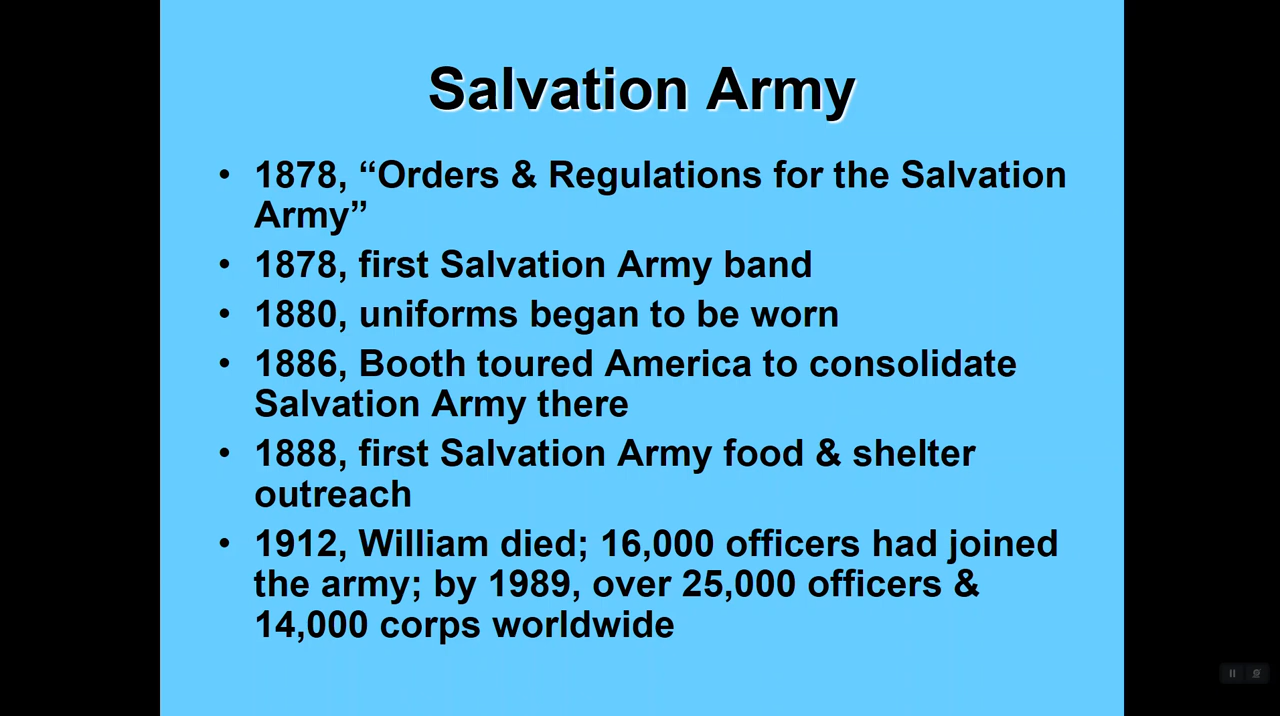 Salvation Army
• 1878, “Orders & Regulations for the Salvation
Army”
• 1878, first Salvation Army band
• 1880, uniforms began to be worn
• 1886, Booth toured America to consolidate
Salvation Army there
• 1888, first Salvation Army food & shelter
outreach
• 1912, William died; 16,000 officers had joined
the army; by 1989, over 25,000 officers &
14,000 corps worldwide